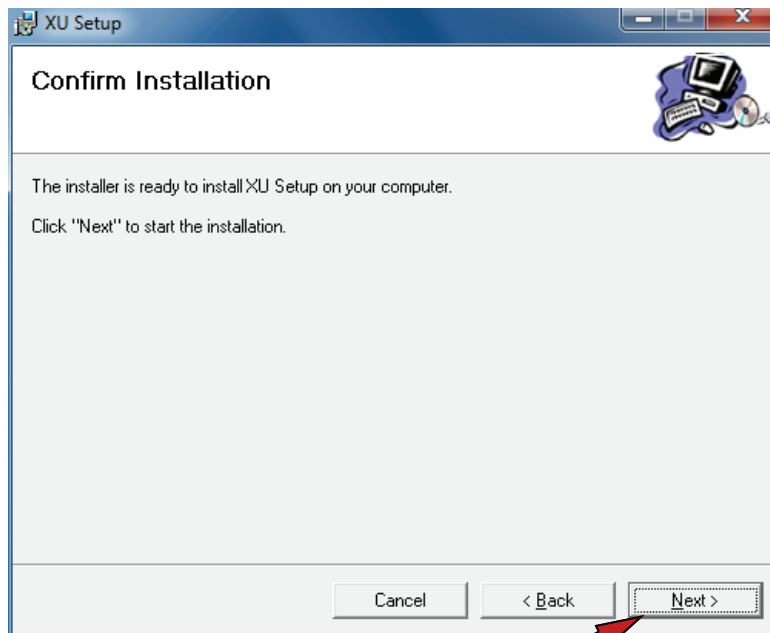 XU Setup
Confirm Installation
The installer is ready to install XU Setup on your computer.
Click "Next" to start the installation.
Cancel
< Back
Next >